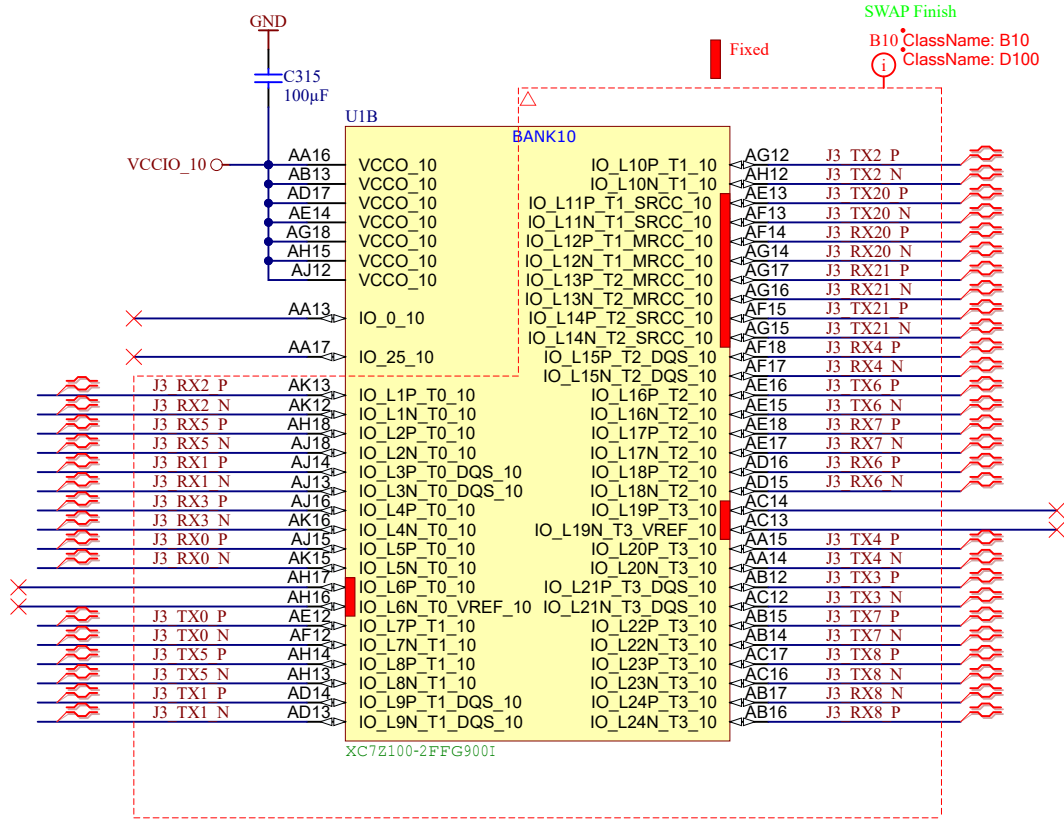 SWAP Finish
GND
Fixed
B10 ClassName: B10
ClassName: D100
C315
100µF
U1B
BANK10
VCCIO_10
AA16 VCCO_10
AB13 VCCO_10
AD17 VCCO_10
AE14 VCCO_10
AG18 VCCO_10
AH15 VCCO_10
AJ12 VCCO_10
AA13 IO_0_10
AA17 IO_25_10
J3_RX2_P AK13 IO_L1P_T0_10
J3_RX2_N AK12 IO_L1N_T0_10
J3_RX5_P AH18 IO_L2P_T0_10
J3_RX5_N AJ18 IO_L2N_T0_10
J3_RX1_P AJ14 IO_L3P_T0_DQS_10
J3_RX1_N AJ13 IO_L3N_T0_DQS_10
J3_RX3_P AJ16 IO_L4P_T0_10
J3_RX3_N AK16 IO_L4N_T0_10
J3_RX0_P AJ15 IO_L5P_T0_10
J3_RX0_N AK15 IO_L5N_T0_10
AH17 IO_L6P_T0_10
AH16 IO_L6N_T0_VREF_10
J3_TX0_P AE12 IO_L7P_T1_10
J3_TX0_N AF12 IO_L7N_T1_10
J3_TX5_P AH14 IO_L8P_T1_10
J3_TX5_N AH13 IO_L8N_T1_10
J3_TX1_P AD14 IO_L9P_T1_DQS_10
J3_TX1_N AD13 IO_L9N_T1_DQS_10
IO_L10P_T1_10 AG12 J3_TX2_P
IO_L10N_T1_10 AH12 J3_TX2_N
IO_L11P_T1_SRCC_10 AE13 J3_TX20_P
IO_L11N_T1_SRCC_10 AF13 J3_TX20_N
IO_L12P_T1_MRCC_10 AF14 J3_RX20_P
IO_L12N_T1_MRCC_10 AG14 J3_RX20_N
IO_L13P_T2_MRCC_10 AG17 J3_RX21_P
IO_L13N_T2_MRCC_10 AG16 J3_RX21_N
IO_L14P_T2_SRCC_10 AF15 J3_TX21_P
IO_L14N_T2_SRCC_10 AG15 J3_TX21_N
IO_L15P_T2_DQS_10 AF18 J3_RX4_P
IO_L15N_T2_DQS_10 AF17 J3_RX4_N
IO_L16P_T2_10 AE16 J3_TX6_P
IO_L16N_T2_10 AE15 J3_TX6_N
IO_L17P_T2_10 AE18 J3_RX7_P
IO_L17N_T2_10 AE17 J3_RX7_N
IO_L18P_T2_10 AD16 J3_RX6_P
IO_L18N_T2_10 AD15 J3_RX6_N
IO_L19P_T3_10 AC14
IO_L19N_T3_VREF_10 AC13
IO_L20P_T3_10 AA15 J3_TX4_P
IO_L20N_T3_10 AA14 J3_TX4_N
IO_L21P_T3_DQS_10 AB12 J3_TX3_P
IO_L21N_T3_DQS_10 AC12 J3_TX3_N
IO_L22P_T3_10 AB15 J3_TX7_P
IO_L22N_T3_10 AB14 J3_TX7_N
IO_L23P_T3_10 AC17 J3_TX8_P
IO_L23N_T3_10 AC16 J3_TX8_N
IO_L24P_T3_10 AB17 J3_RX8_N
IO_L24N_T3_10 AB16 J3_RX8_P
XC7Z100-2FFG900I